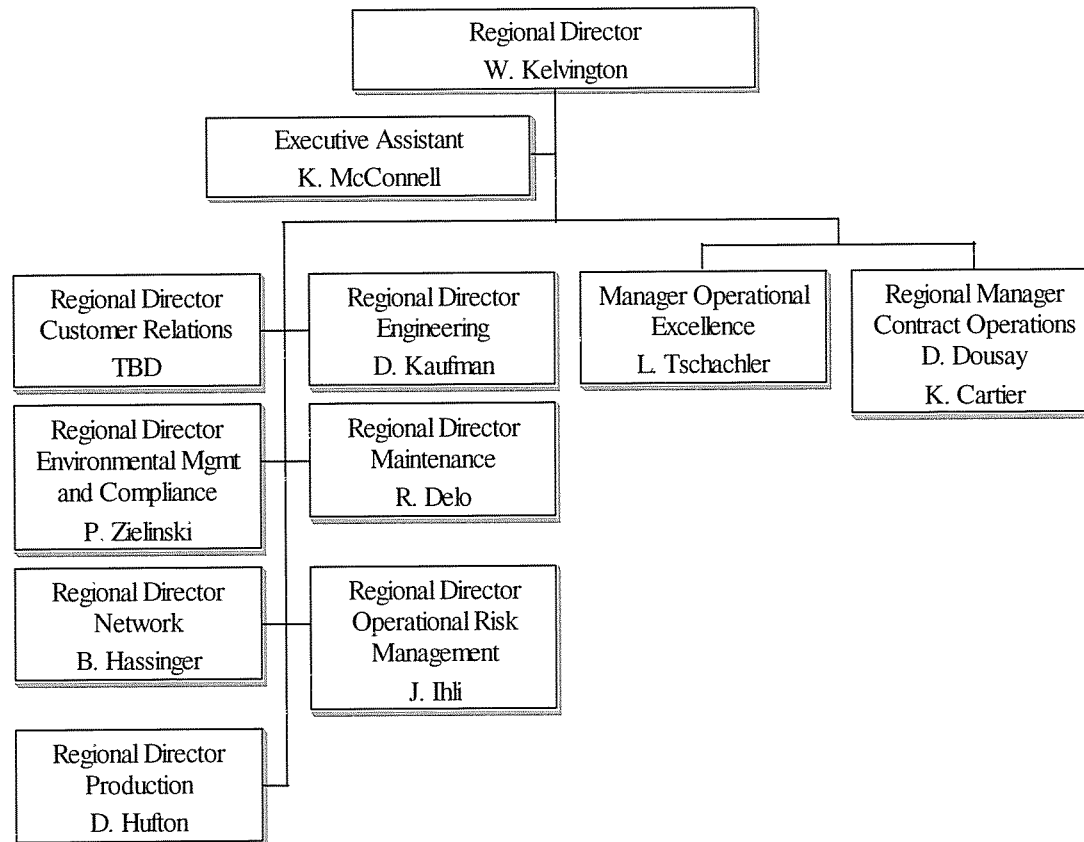 Regional Director
W. Kelvington
Executive Assistant
K. McConnell
Regional Director
Customer Relations
TBD
Regional Director
Engineering
D. Kaufman
Manager Operational
Excellence
L. Tschachler
Regional Manager
Contract Operations
D. Dousay
K. Cartier
Regional Director
Environmental Mgmt
and Compliance
P. Zielinski
Regional Director
Maintenance
R. Delo
Regional Director
Network
B. Hassinger
Regional Director
Operational Risk
Management
J. Ihli
Regional Director
Production
D. Hufton